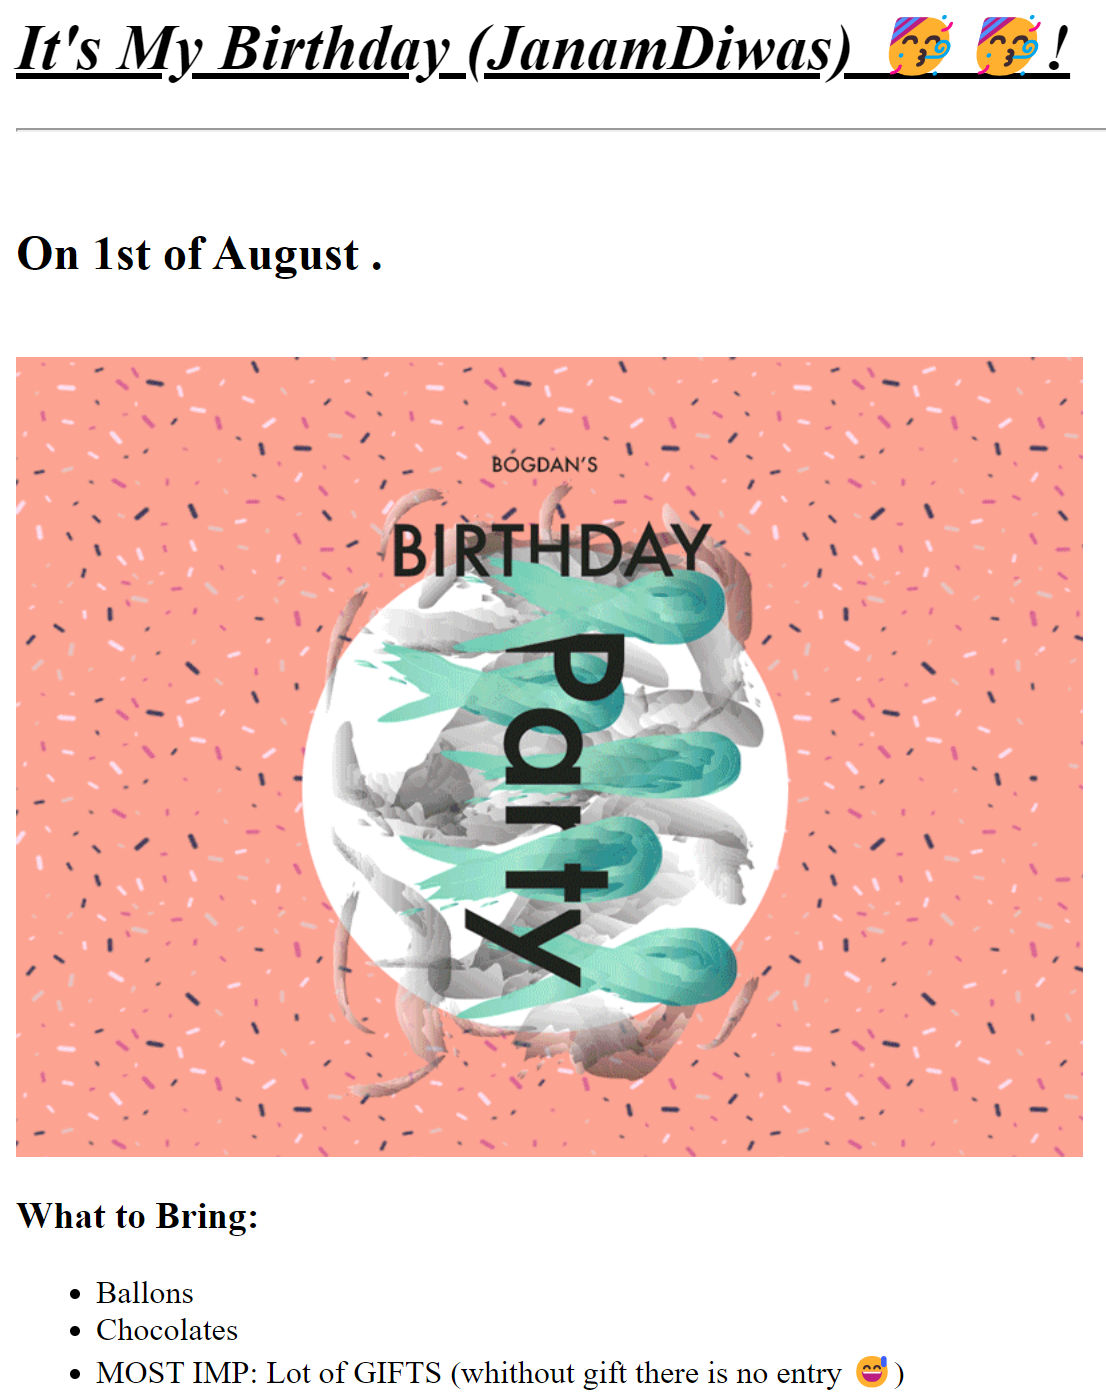 It's My Birthday (JanamDiwas) 🥳 🥳!
On 1st of August .
BOGDAN'S
BIRTHDAY
Party
What to Bring:
• Ballons
• Chocolates
• MOST IMP: Lot of GIFTS (whithout gift there is no entry 😅)